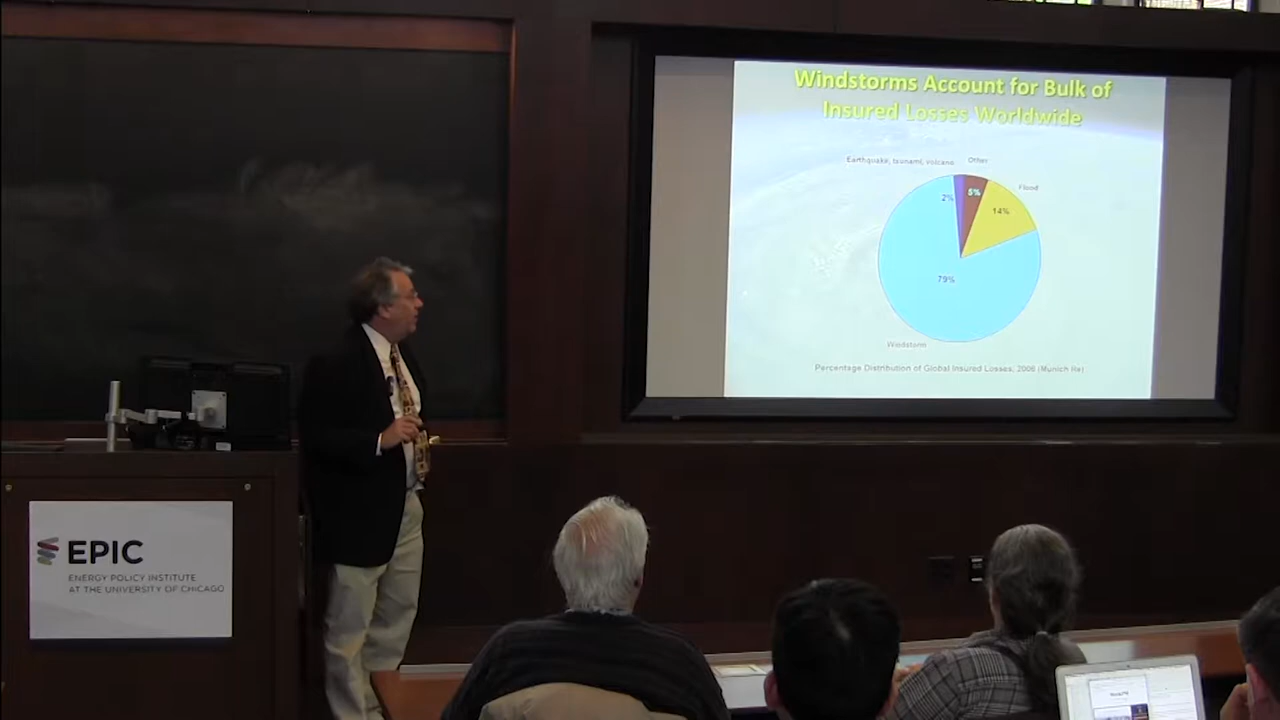 Windstorms Account for Bulk of
Insured Losses Worldwide
Earthquake, tsunami, volcano
Other
Flood
2%
5%
14%
79%
Windstorm
Percentage Distribution of Global Insured Losses, 2006 (Munich Re)
EPIC
ENERGY POLICY INSTITUTE
AT THE UNIVERSITY OF CHICAGO